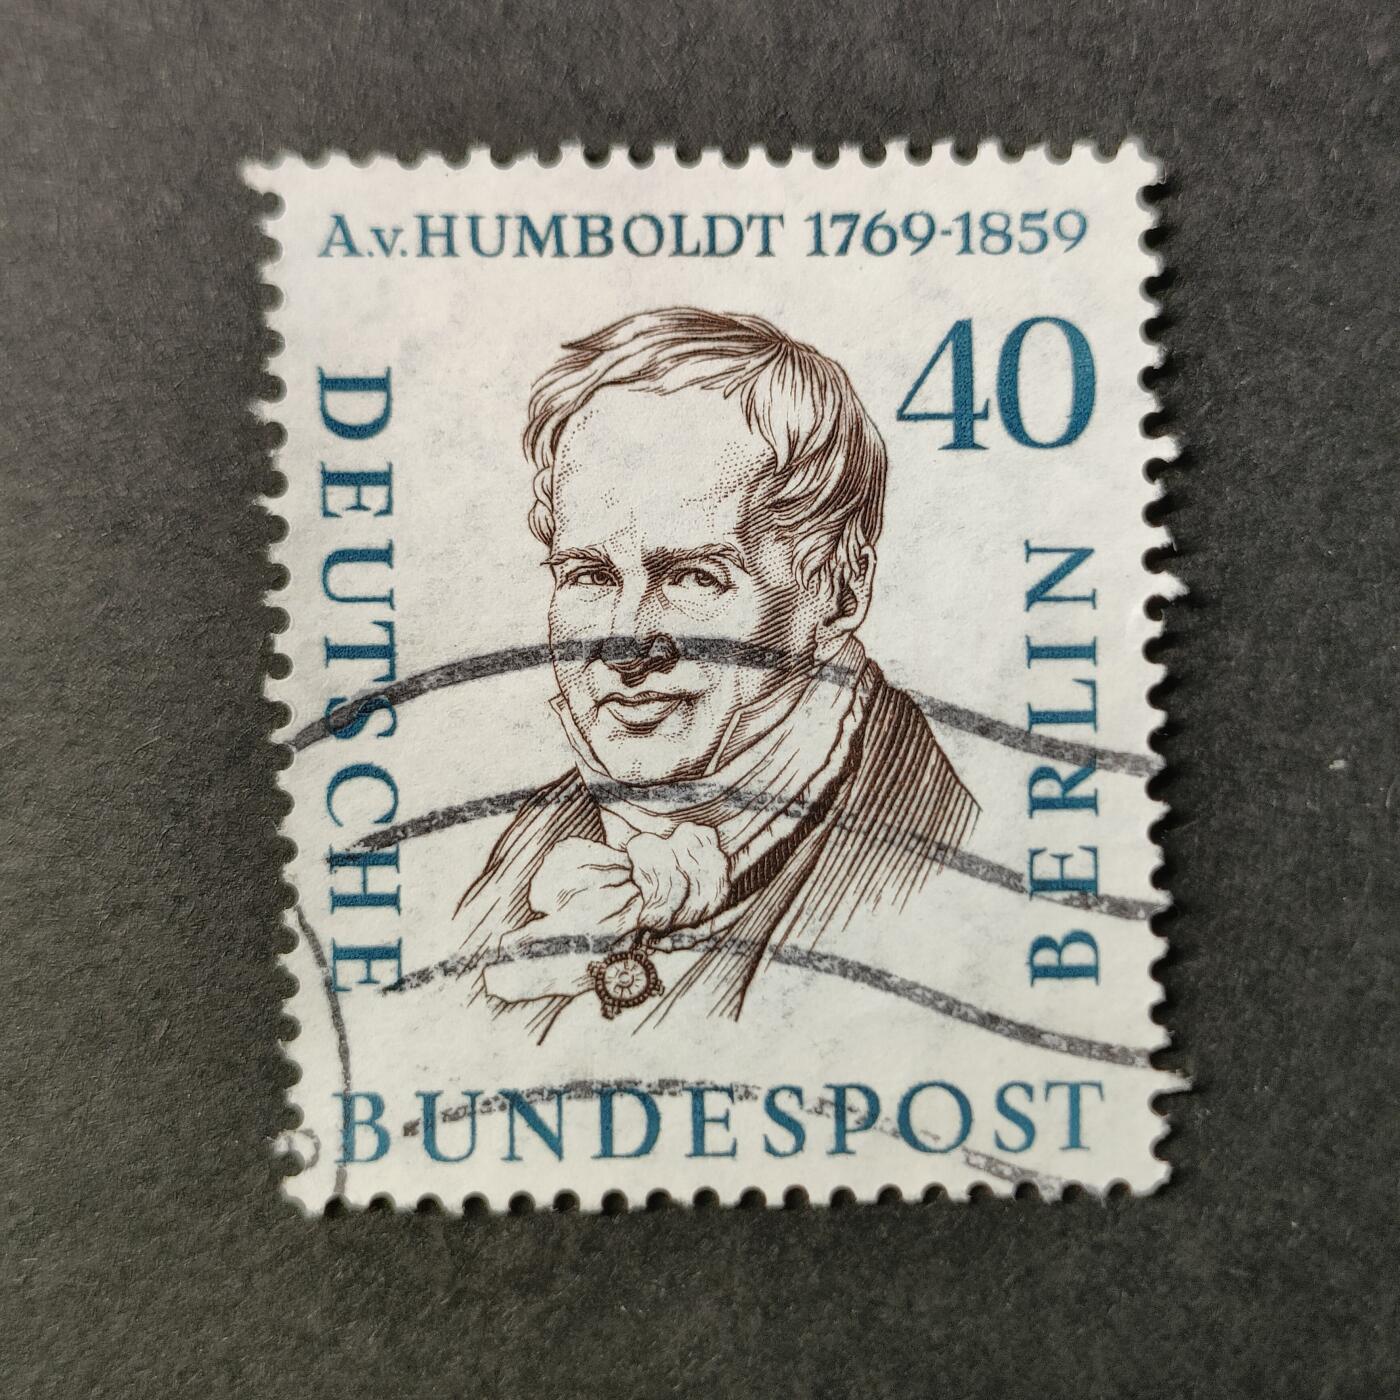 A.v.HUMBOLDT 1769-1859
40
DEUTSCHE
BUNDESPOST
BERLIN